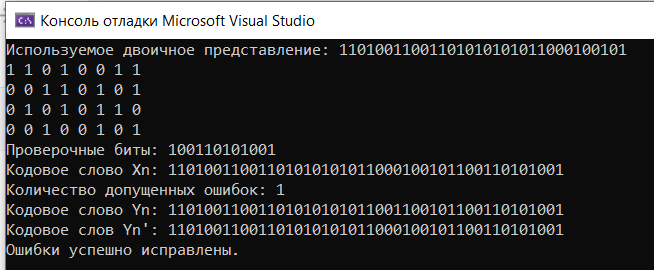 Консоль отладки Microsoft Visual Studio
Используемое двоичное представление: 11010011001101010101011000100101
1 1 0 1 0 0 1 1
0 0 1 1 0 1 0 1
0 1 0 1 0 1 1 0
0 0 1 0 0 1 0 1
Проверочные биты: 100110101001
Кодовое слово Xn: 11010011001101010101011000100101100110101001
Количество допущенных ошибок: 1
Кодовое слово Yn: 11010011001101010101011001100101100110101001
Кодовое слов Yn': 11010011001101010101011000100101100110101001
Ошибки успешно исправлены.